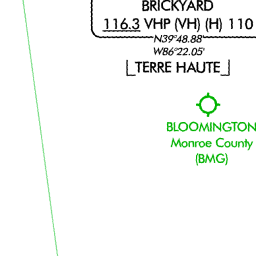 BRICKYARD
116.3 VHP (VH) (H) 110
N39°48.88'
W86°22.05'
TERRE HAUTE
BLOOMINGTON
Monroe County
(BMG)